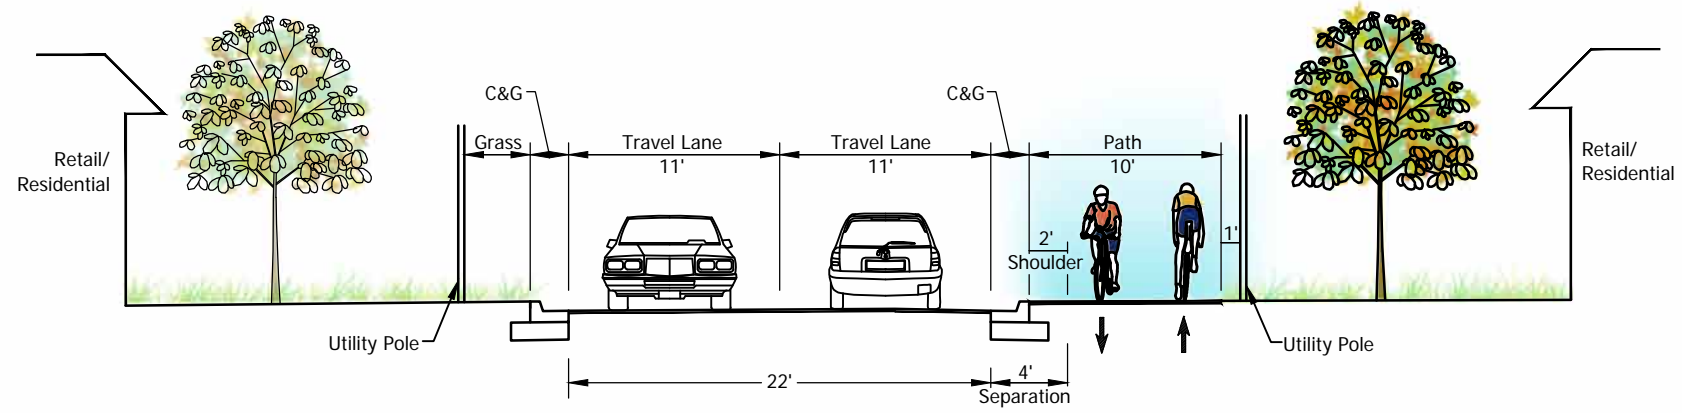 C&G
C&G
Grass
Travel Lane
11'
Travel Lane
11'
Path
10'
Retail/
Residential
Retail/
Residential
2'
Shoulder
1'
Utility Pole
Utility Pole
22'
4'
Separation